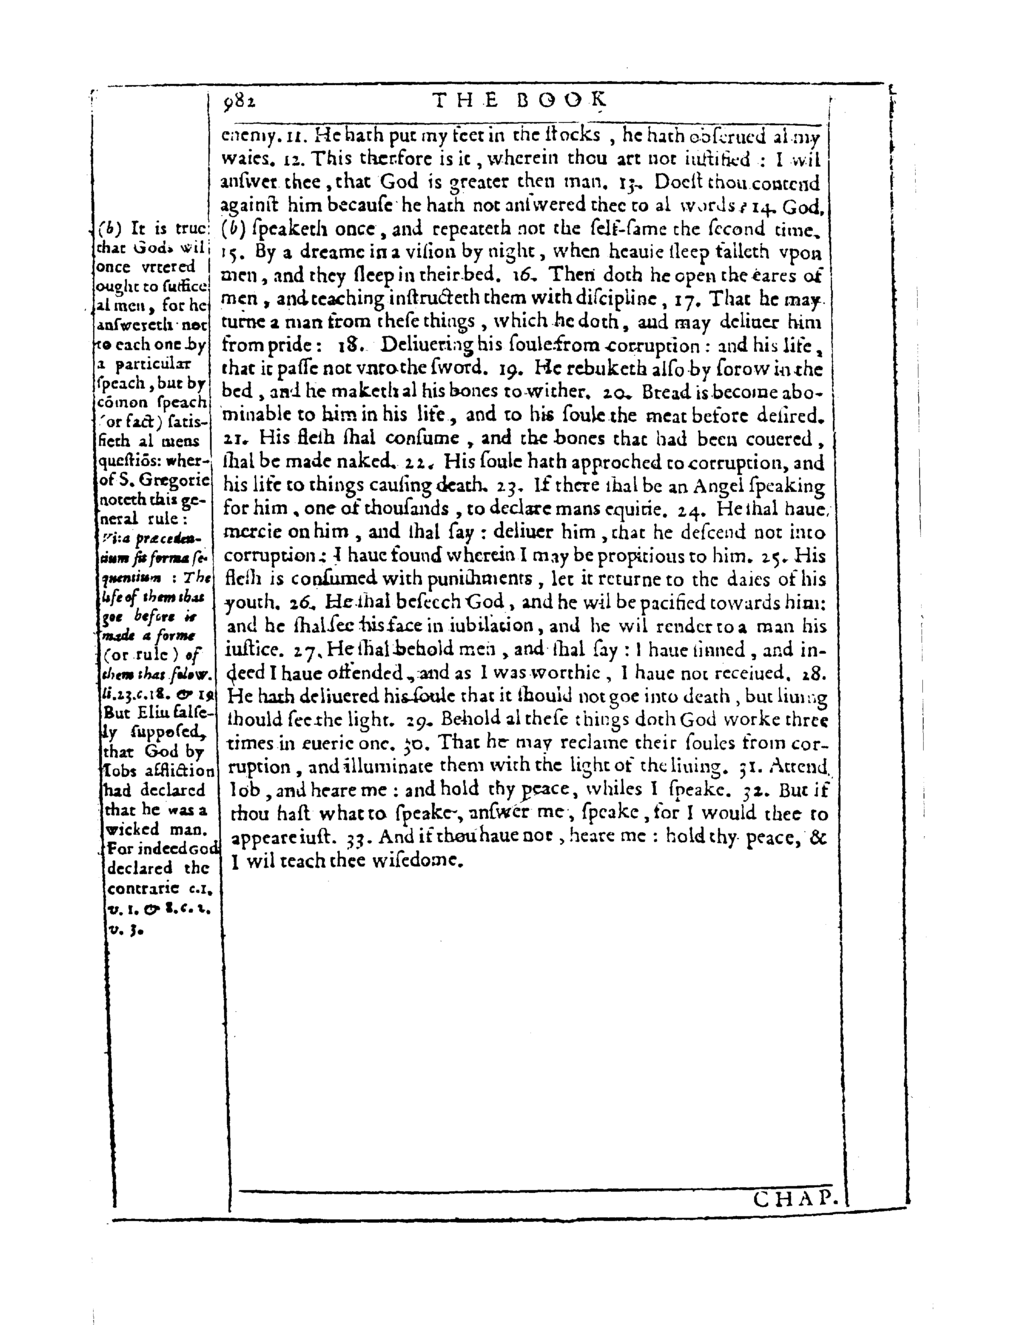 982 THE BOOK
enemy. 11. He hath put my feet in the ſtocks, he hath obſerued al my
waies. 12. This therfore is it, wherein thou art not iuſtified : I wil
anſwer thee, that God is greater then man. 13. Doeſt thou contend
againſt him becauſe he hath not anſwered thee to al words? 14. God,
(b) ſpeaketh once, and repeateth not the ſelf-ſame the ſecond time.
15. By a dreame in a viſion by night, when heauie ſleep falleth vpon
men, and they ſleep in their bed. 16. Then doth he open the eares of
men, and teaching inſtructeth them with diſcipline, 17. That he may
turne a man from theſe things, which he doth, and may deliuer him
from pride : 18. Deliuering his ſoule from corruption : and his life,
that it paſſe not vnto the ſword. 19. He rebuketh alſo by ſorow in the
bed, and he maketh al his bones to wither. 20. Bread is become abo-
minable to him in his life, and to his ſoule the meat before deſired.
21. His fleſh ſhal conſume, and the bones that had been couered,
ſhal be made naked. 22. His ſoule hath approched to corruption, and
his life to things cauſing death. 23. If there ſhal be an Angel ſpeaking
for him, one of thouſands, to declare mans equitie. 24. He ſhal haue
mercie on him, and ſhal ſay : deliuer him, that he deſcend not into
corruption : I haue found wherein I may be propitious to him. 25. His
fleſh is conſumed with puniſhments, let it returne to the daies of his
youth. 26. He ſhal beſeech God, and he wil be pacified towards him:
and he ſhal ſee his face in iubilation, and he wil render to a man his
iuſtice. 27. He ſhal behold men, and ſhal ſay : I haue ſinned, and in-
deed I haue offended, and as I was worthie, I haue not receiued. 28.
He hath deliuered his ſoule that it ſhould not goe into death, but liuing
ſhould ſee the light. 29. Behold al theſe things doth God worke three
times in euerie one. 30. That he may reclaime their ſoules from cor-
ruption, and illuminate them with the light of the liuing. 31. Attend
Iob, and heare me : and hold thy peace, whiles I ſpeake. 32. But if
thou haſt what to ſpeake, anſwer me, ſpeake, for I would thee to
appeare iuſt. 33. And if thou haue not, heare me : hold thy peace, &
I wil teach thee wiſedome.
(b) It is true
that Gods wil
once vttered
ought to ſuffice
al men, for he
anſwereth not
to each one by
a particular
ſpeach, but by
cõmon ſpeach
(or fact) ſatis-
fieth al mens
queſtiõs: wher-
of S. Gregorie
noteth this ge-
neral rule :
Vita præceden-
tium fit forma ſe-
quentium : The
life of them that
goe before is
made a forme
(or rule) of
them that folow.
li.23.c.18. & 19
But Eliu falſe-
ly ſuppoſed,
that God by
Iobs affliction
had declared
that he was a
wicked man.
For indeed God
declared the
contrarie c.1.
v. 1. & 8. c. 2.
v. 3.
CHAP.